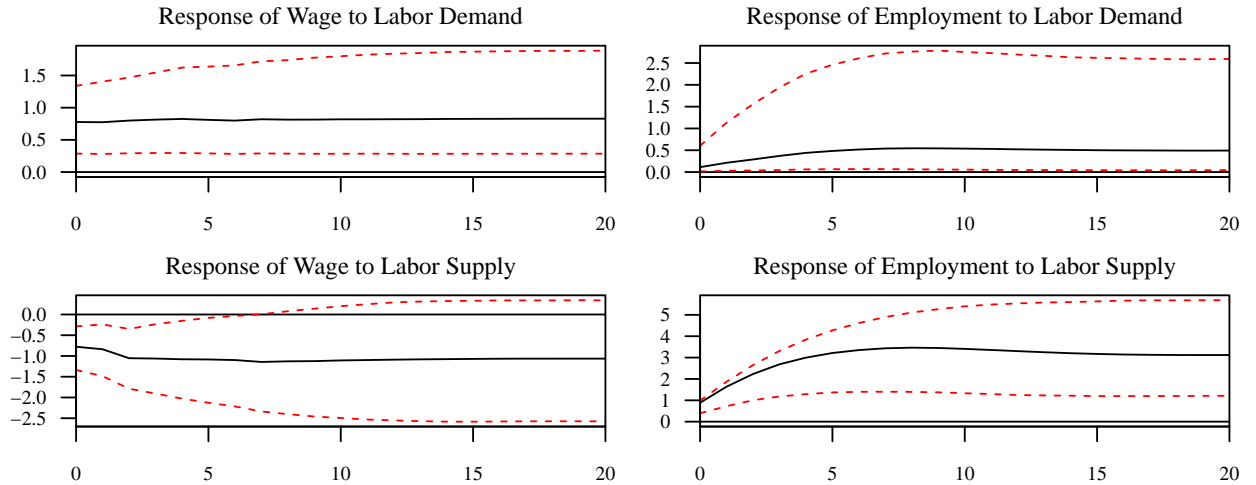 Response of Wage to Labor Demand
1.5
1.0
0.5
0.0
0 5 10 15 20
Response of Employment to Labor Demand
2.5
2.0
1.5
1.0
0.5
0.0
0 5 10 15 20
Response of Wage to Labor Supply
0.0
−0.5
−1.0
−1.5
−2.0
−2.5
0 5 10 15 20
Response of Employment to Labor Supply
5
4
3
2
1
0
0 5 10 15 20